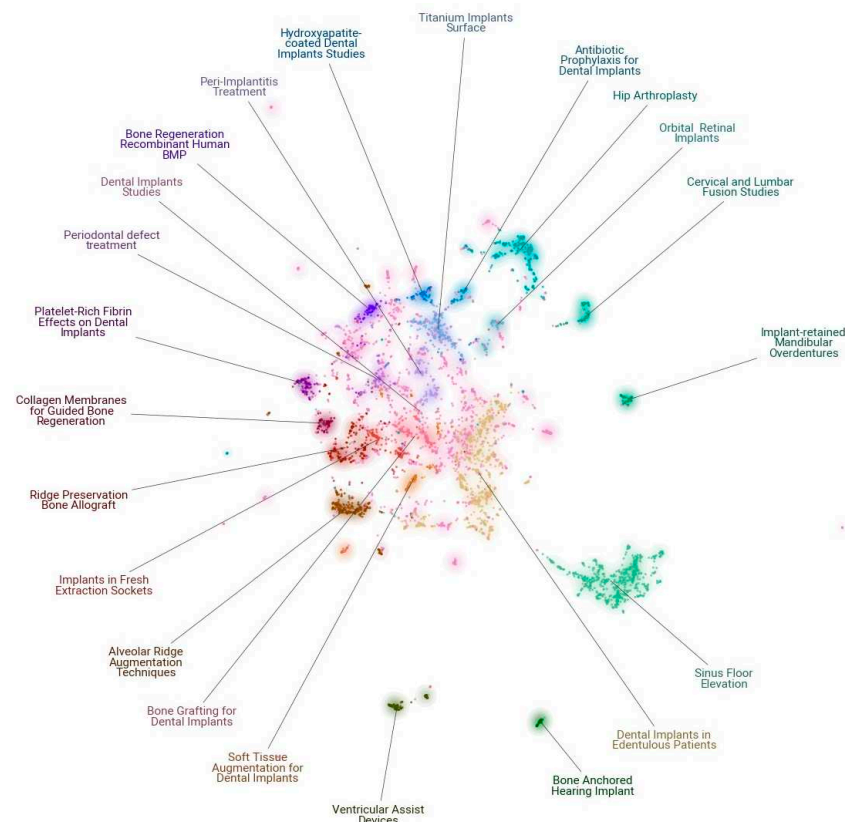 Titanium Implants
Surface
Hydroxyapatite-
coated Dental
Implants Studies
Antibiotic
Prophylaxis for
Dental Implants
Peri-Implantitis
Treatment
Hip Arthroplasty
Bone Regeneration
Recombinant Human
BMP
Orbital Retinal
Implants
Dental Implants
Studies
Cervical and Lumbar
Fusion Studies
Periodontal defect
treatment
Platelet-Rich Fibrin
Effects on Dental
Implants
Implant-retained
Mandibular
Overdentures
Collagen Membranes
for Guided Bone
Regeneration
Ridge Preservation
Bone Allograft
Implants in Fresh
Extraction Sockets
Alveolar Ridge
Augmentation
Techniques
Sinus Floor
Elevation
Bone Grafting for
Dental Implants
Dental Implants in
Edentulous Patients
Soft Tissue
Augmentation for
Dental Implants
Bone Anchored
Hearing Implant
Ventricular Assist
Devices